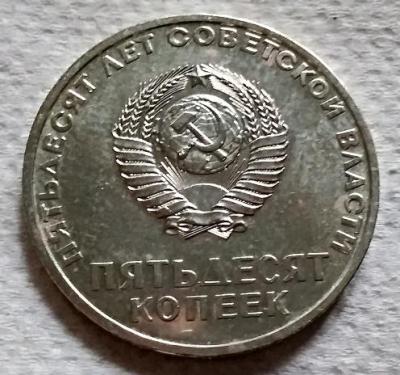 ПЯТЬДЕСЯТ ЛЕТ СОВЕТСКОЙ ВЛАСТИ
ПЯТЬДЕСЯТ
КОПЕЕК